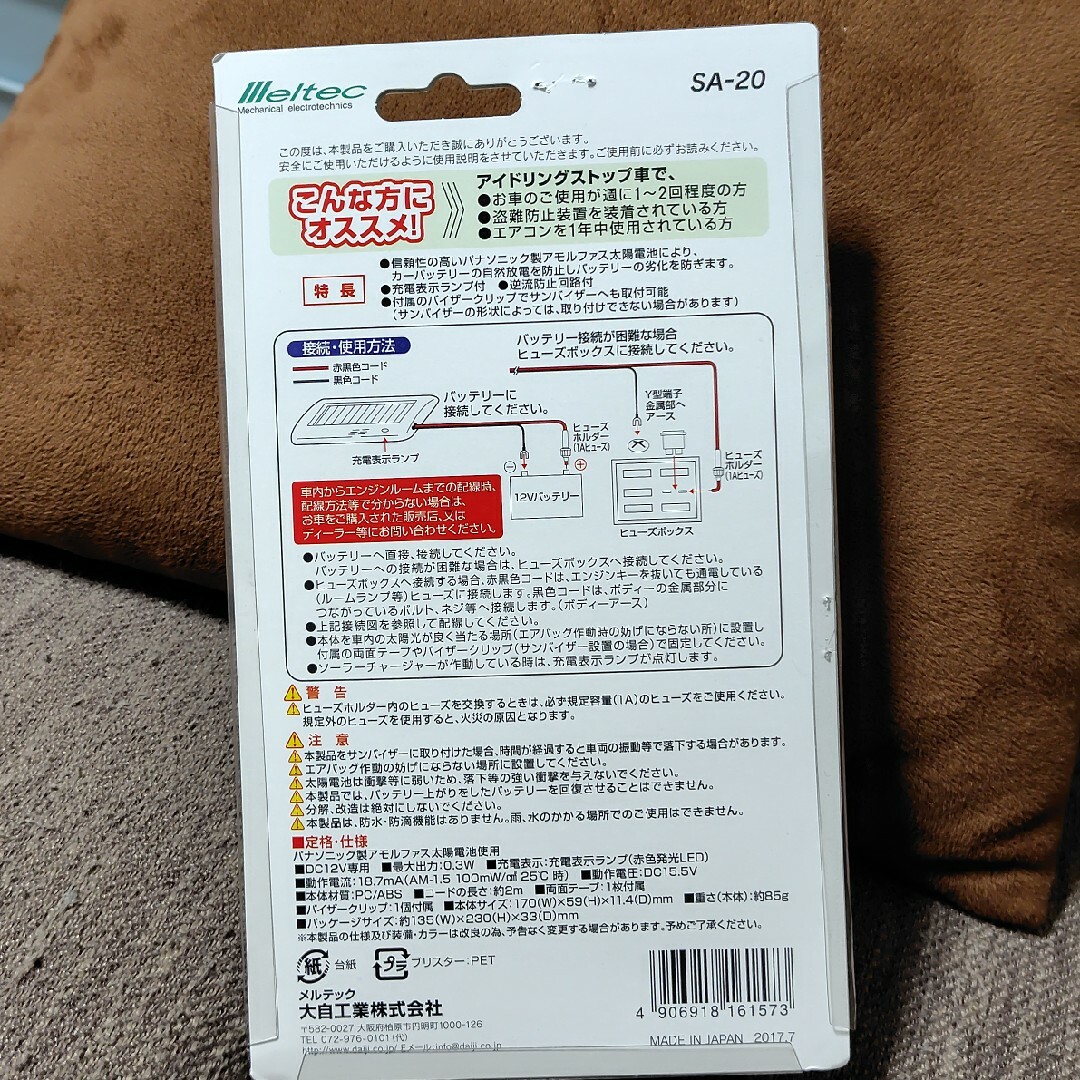 Meltec
Mechanical electrotechnics
SA-20
この度は、本製品をご購入いただき誠にありがとうございます。
安全にご使用いただけるように使用説明をさせていただきます。ご使用前に必ずお読みください。
こんな方に
オススメ!
アイドリングストップ車で、
●お車のご使用が週に1〜2回程度の方
●盗難防止装置を装着されている方
●エアコンを1年中使用されている方
特長
●信頼性の高いパナソニック製アモルファス太陽電池により、
カーバッテリーの自然放電を防止しバッテリーの劣化を防ぎます。
●充電表示ランプ付 ●逆流防止回路付
●付属のバイザークリップでサンバイザーへも取付可能
(サンバイザーの形状によっては、取り付けできない場合があります)
接続・使用方法
赤黒色コード
黒色コード
バッテリー接続が困難な場合
ヒューズボックスに接続してください。
バッテリーに
接続してください。
充電表示ランプ
ヒューズ
ホルダー
(1Aヒューズ)
⊖ ⊕
12Vバッテリー
Y型端子
金属部へ
アース
ヒューズ
ホルダー
(1Aヒューズ)
ヒューズボックス
車内からエンジンルームまでの配線時、
配線方法等で分からない場合は、
お車をご購入された販売店、又は
ディーラー等にお問い合わせください。
●バッテリーへ直接、接続してください。
バッテリーへの接続が困難な場合は、ヒューズボックスへ接続してください。
●ヒューズボックスへ接続する場合、赤黒色コードは、エンジンキーを抜いても通電している
(ルームランプ等)ヒューズに接続します。黒色コードは、ボディーの金属部分に
つながっているボルト、ネジ等へ接続します。(ボディーアース)
●上記接続図を参照して配線してください。
●本体を車内の太陽光が良く当たる場所(エアバッグ作動時の妨げにならない所)に設置し
付属の両面テープやバイザークリップ(サンバイザー設置の場合)で固定してください。
●ソーラーチャージャーが作動している時は、充電表示ランプが点灯します。
警告
ヒューズホルダー内のヒューズを交換するときは、必ず規定容量(1A)のヒューズをご使用ください。
規定外のヒューズを使用すると、火災の原因となります。
注意
本製品をサンバイザーに取り付けた場合、時間が経過すると車両の振動等で落下する場合があります。
エアバッグ作動の妨げにならない場所に設置してください。
太陽電池は衝撃等に弱いため、落下等の強い衝撃を与えないでください。
本製品では、バッテリー上がりをしたバッテリーを回復させることはできません。
分解、改造は絶対にしないでください。
本製品は、防水・防滴機能はありません。雨、水のかかる場所でのご使用はできません。
■定格・仕様
パナソニック製アモルファス太陽電池使用
■DC12V専用 ■最大出力:0.3W ■充電表示:充電表示ランプ(赤色発光LED)
■動作電流:18.7mA(AM-1.5 100mW/㎠ 25℃時) ■動作電圧:DC15.5V
■本体材質:PC/ABS ■コードの長さ:約2m ■両面テープ:1枚付属
■バイザークリップ:1個付属 ■本体サイズ:170(W)×59(H)×11.4(D)mm ■重さ(本体):約85g
■パッケージサイズ:約135(W)×230(H)×33(D)mm
※本製品の仕様及び装備・カラーは改良の為、予告なく変更する場合があります。予めご了承ください。
紙 台紙 プラ ブリスター:PET
メルテック
大自工業株式会社
〒582-0027 大阪府柏原市円明町1000-126
TEL 072-976-0101(代)
http://www.daiji.co.jp/ Eメール info@daiji.co.jp
4 906918 161573
MADE IN JAPAN 2017.7